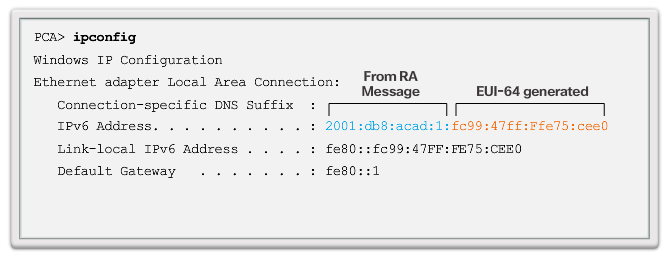 PCA> ipconfig
Windows IP Configuration
Ethernet adapter Local Area Connection:
From RA
Message
EUI-64 generated
Connection-specific DNS Suffix  :
IPv6 Address. . . . . . . . . . : 2001:db8:acad:1:fc99:47ff:Ffe75:cee0
Link-local IPv6 Address . . . . : fe80::fc99:47FF:FE75:CEE0
Default Gateway  . . . . . . . : fe80::1